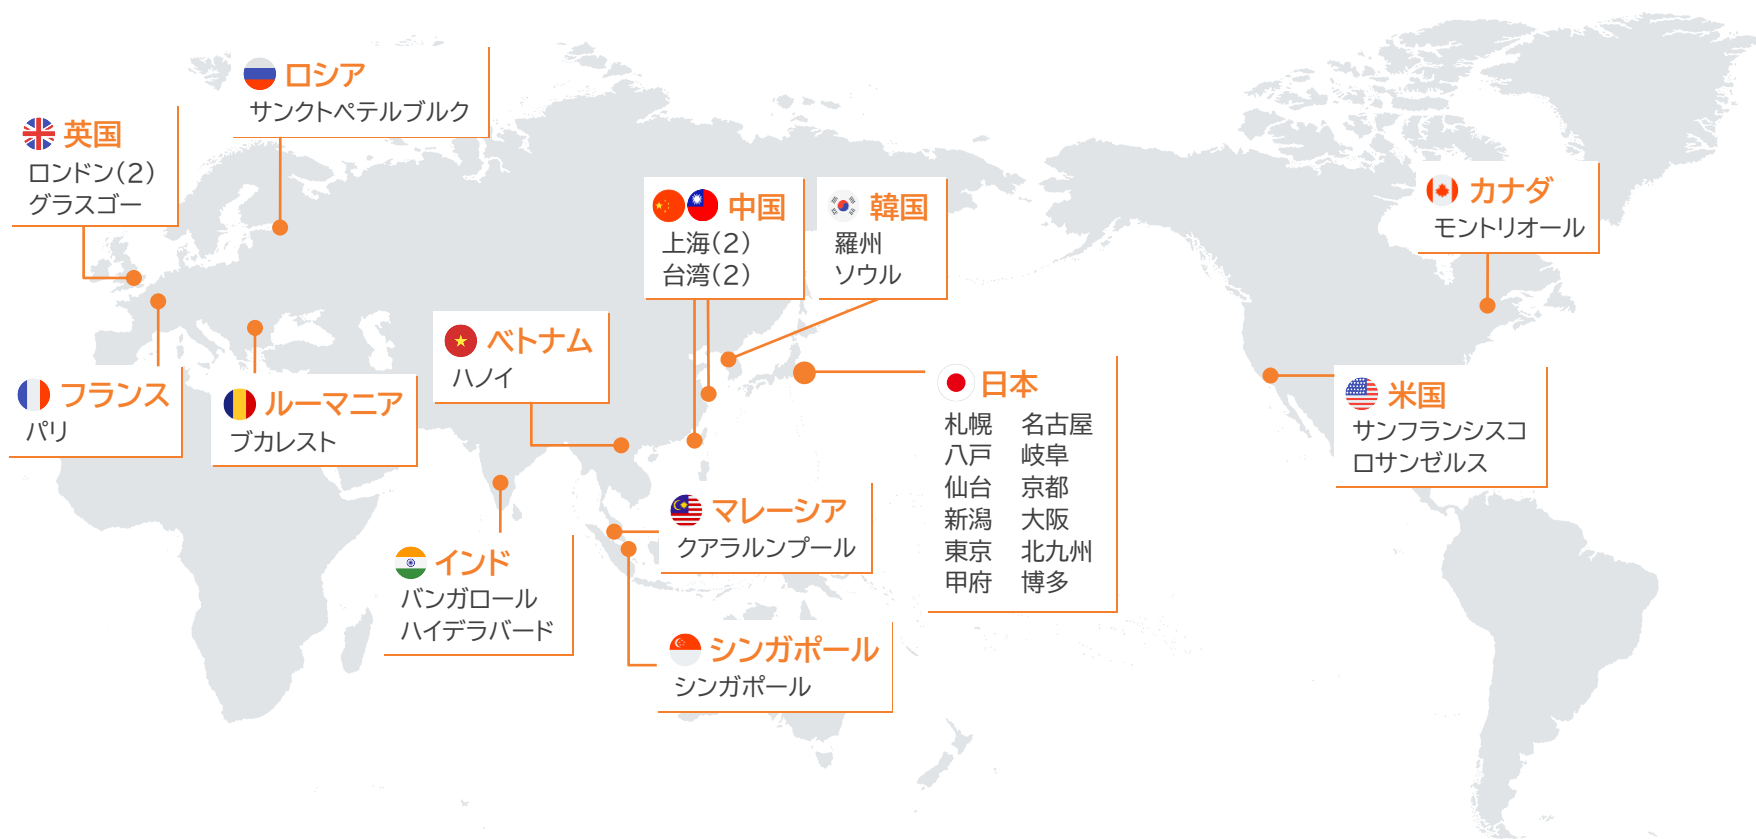 ロシア
サンクトペテルブルク
英国
ロンドン(2)
グラスゴー
中国
上海(2)
台湾(2)
韓国
羅州
ソウル
カナダ
モントリオール
ベトナム
ハノイ
フランス
パリ
ルーマニア
ブカレスト
日本
札幌 名古屋
八戸 岐阜
仙台 京都
新潟 大阪
東京 北九州
甲府 博多
米国
サンフランシスコ
ロサンゼルス
マレーシア
クアラルンプール
インド
バンガロール
ハイデラバード
シンガポール
シンガポール